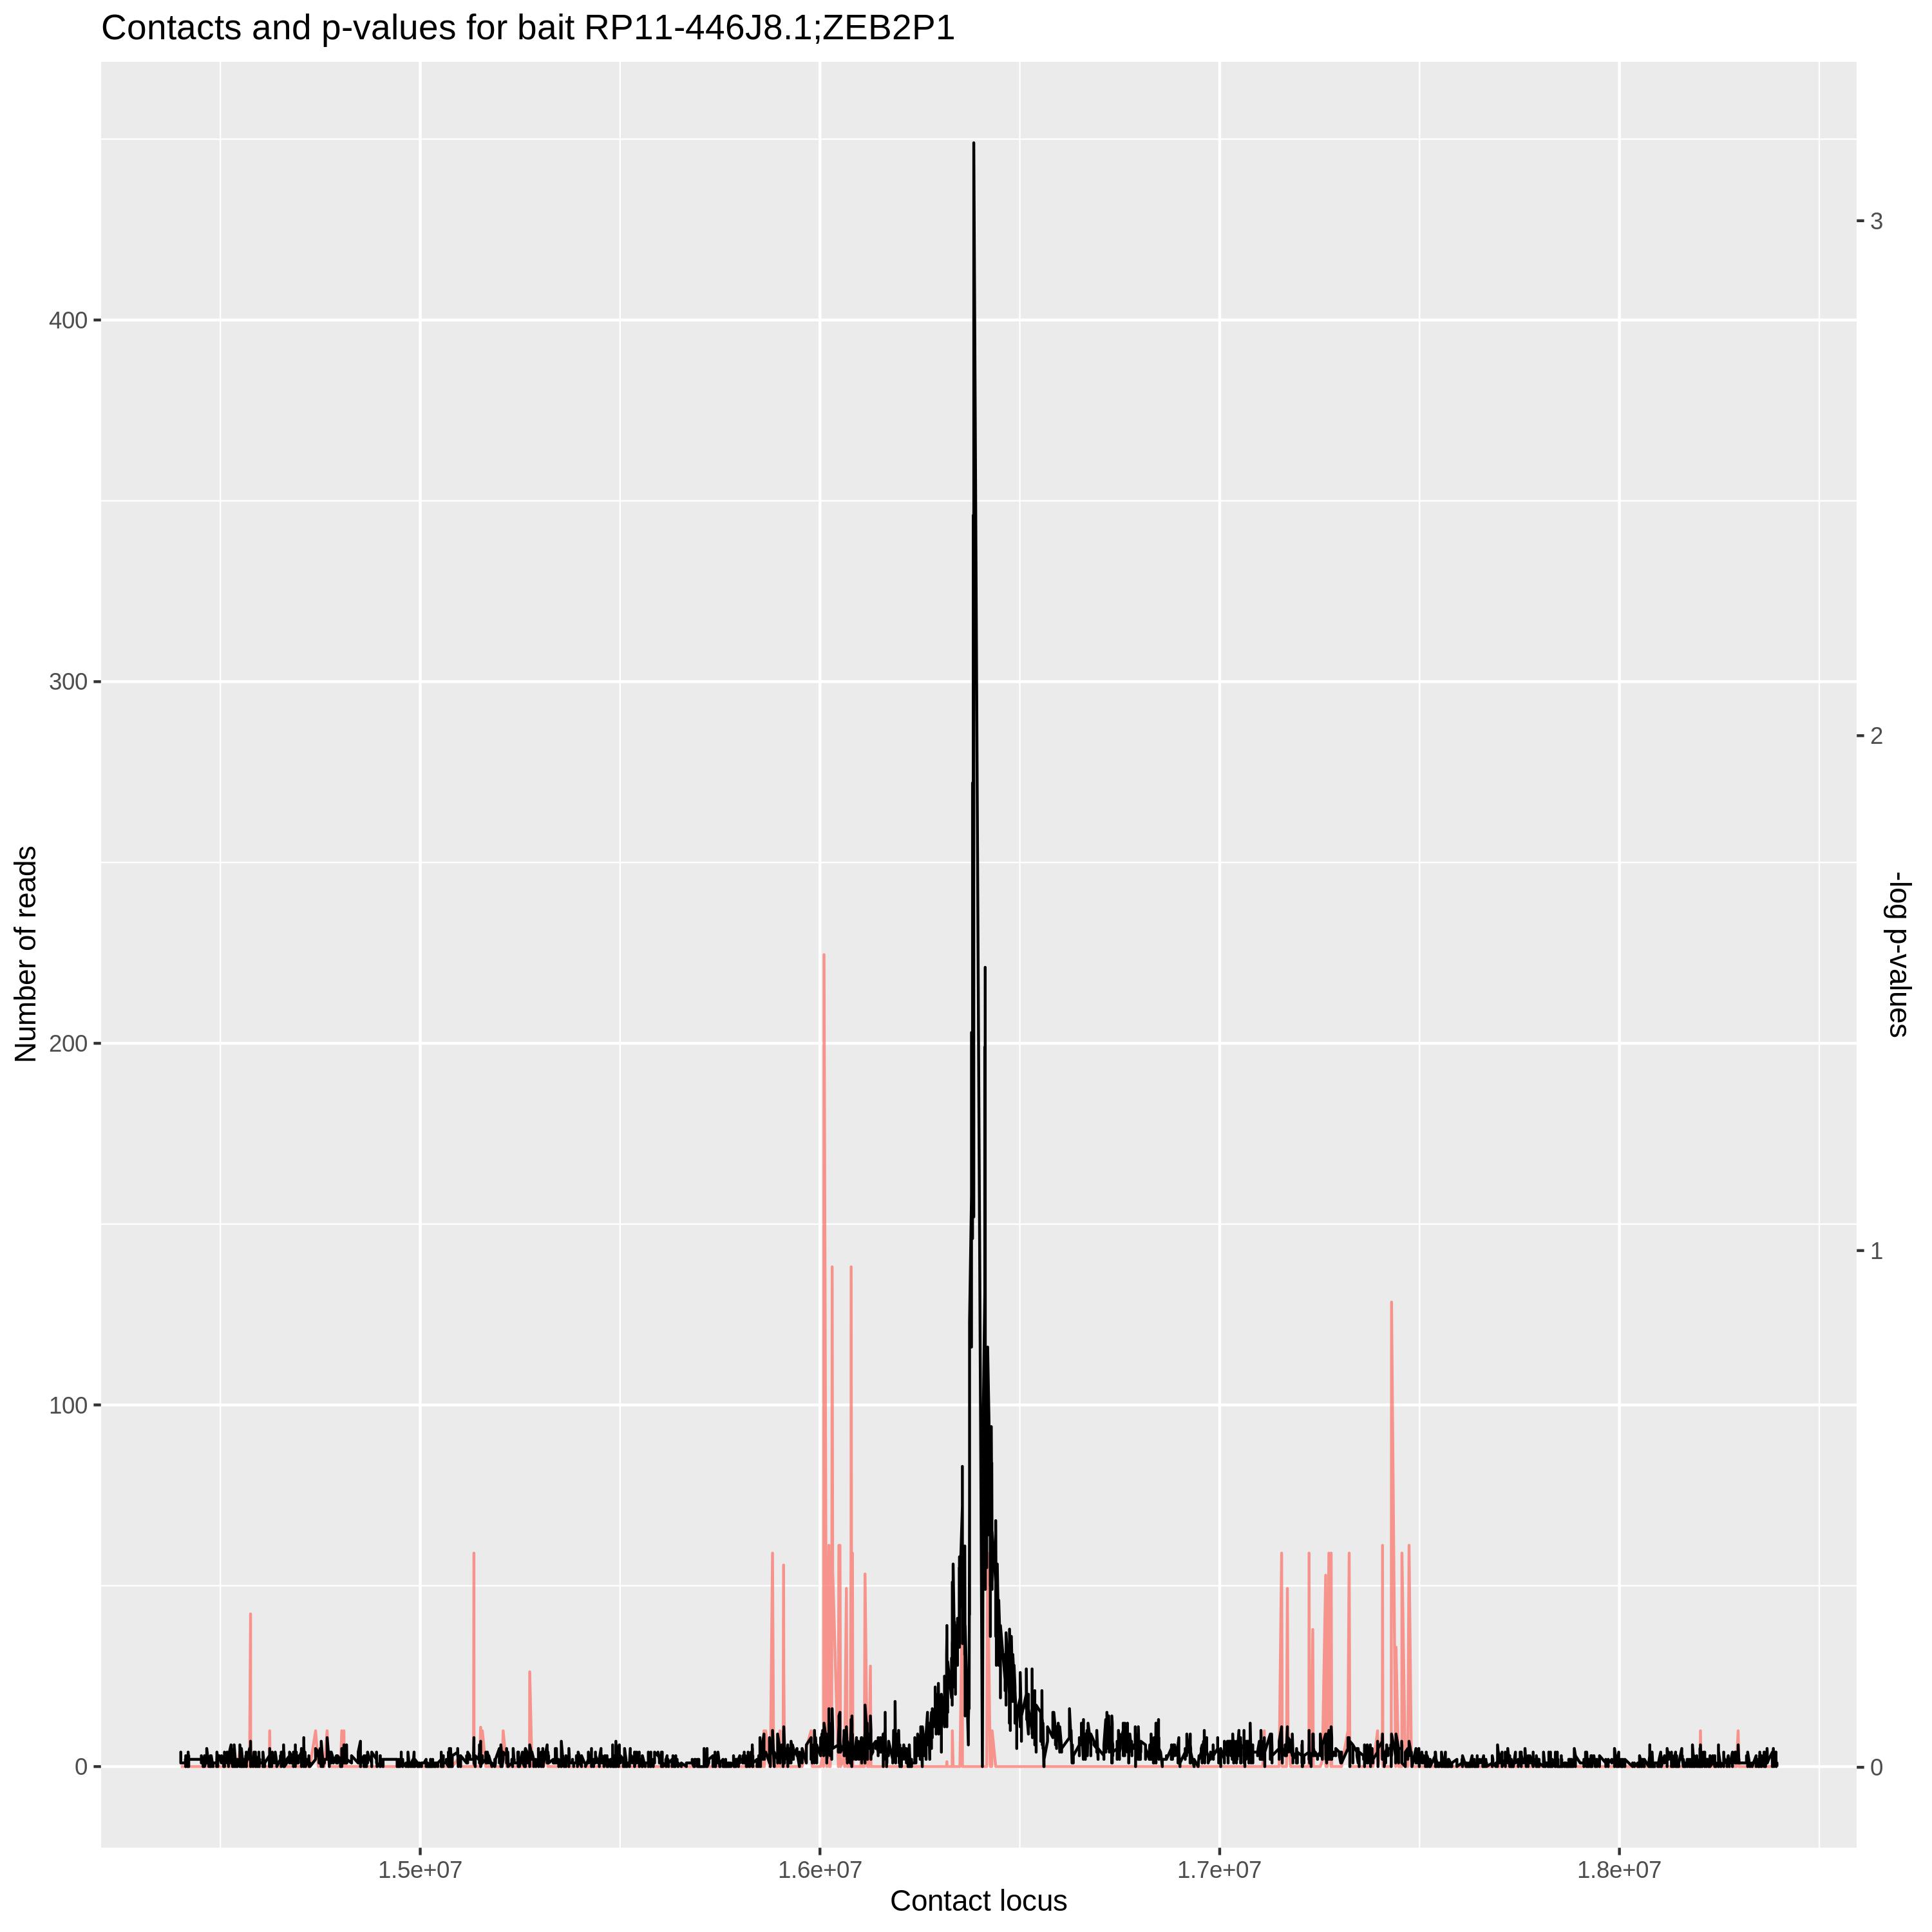 Contacts and p-values for bait RP11-446J8.1;ZEB2P1
Number of reads
400
300
200
100
0
3
2
1
0
-log p-values
1.5e+07
1.6e+07
1.7e+07
1.8e+07
Contact locus